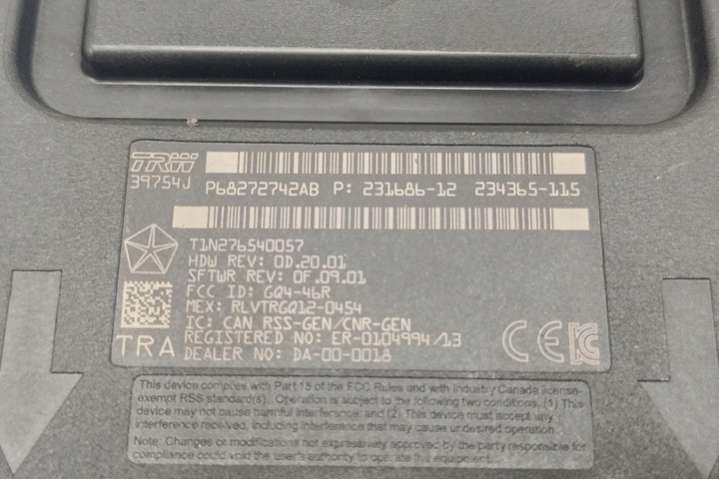 TRW
39754J P68272742AB P: 231686-12 234365-115
T1N276540057
HDW REV: 0D.20.01
SFTWR REV: 0F.09.01
FCC ID: GQ4-46R
MEX: RLVTRGQ12-0454
IC: CAN RSS-GEN/CNR-GEN
REGISTERED NO: ER-0104994/13
DEALER NO: DA-00-0018
TRA
CE
This device complies with Part 15 of the FCC Rules and with Industry Canada license-
exempt RSS standard(s). Operation is subject to the following two conditions. (1) This
device may not cause harmful interference, and (2) This device must accept any
interference received, including interference that may cause undesired operation.
Note: Changes or modifications not expressively approved by the party responsible for
compliance could void the user's authority to operate the equipment.